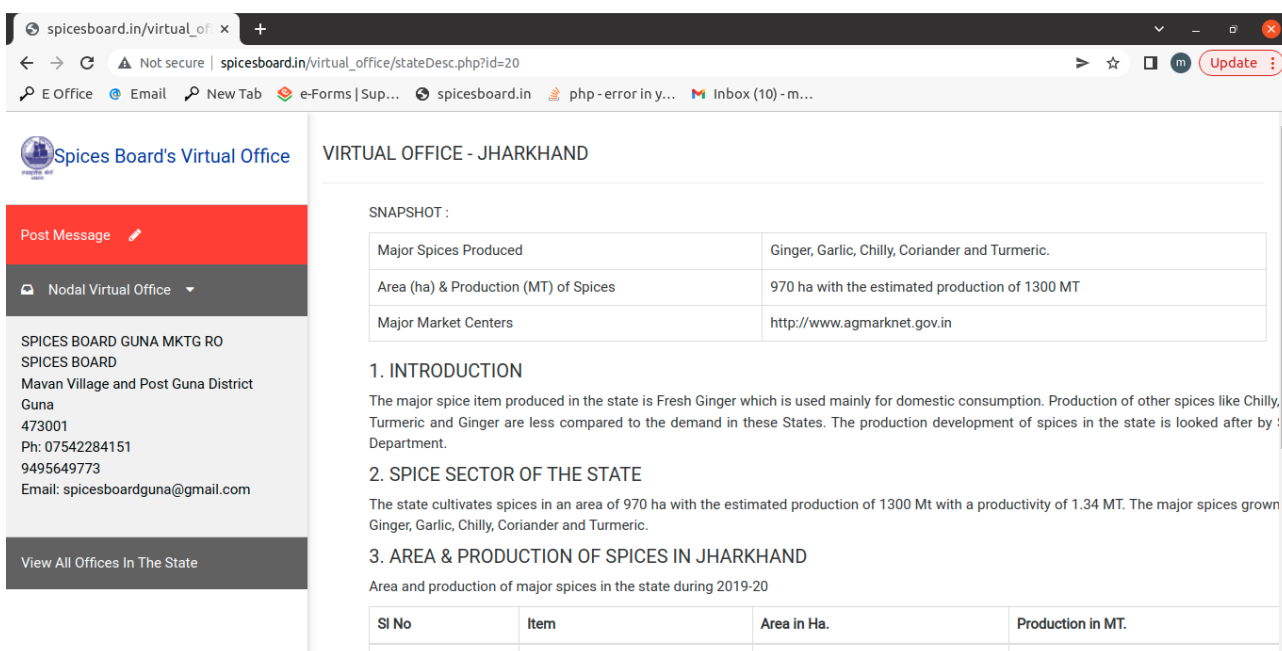 spicesboard.in/virtual_of
Not secure | spicesboard.in/virtual_office/stateDesc.php?id=20
m
Update
E Office
Email
New Tab
e-Forms | Sup...
spicesboard.in
php - error in y...
Inbox (10) - m...
Spices Board's Virtual Office
Post Message
Nodal Virtual Office
SPICES BOARD GUNA MKTG RO
SPICES BOARD
Mavan Village and Post Guna District
Guna
473001
Ph: 07542284151
9495649773
Email: spicesboardguna@gmail.com
View All Offices In The State
VIRTUAL OFFICE - JHARKHAND
SNAPSHOT :
Major Spices Produced Ginger, Garlic, Chilly, Coriander and Turmeric.
Area (ha) & Production (MT) of Spices 970 ha with the estimated production of 1300 MT
Major Market Centers http://www.agmarknet.gov.in
1. INTRODUCTION
The major spice item produced in the state is Fresh Ginger which is used mainly for domestic consumption. Production of other spices like Chilly,
Turmeric and Ginger are less compared to the demand in these States. The production development of spices in the state is looked after by
Department.
2. SPICE SECTOR OF THE STATE
The state cultivates spices in an area of 970 ha with the estimated production of 1300 Mt with a productivity of 1.34 MT. The major spices grown
Ginger, Garlic, Chilly, Coriander and Turmeric.
3. AREA & PRODUCTION OF SPICES IN JHARKHAND
Area and production of major spices in the state during 2019-20
Sl No Item Area in Ha. Production in MT.